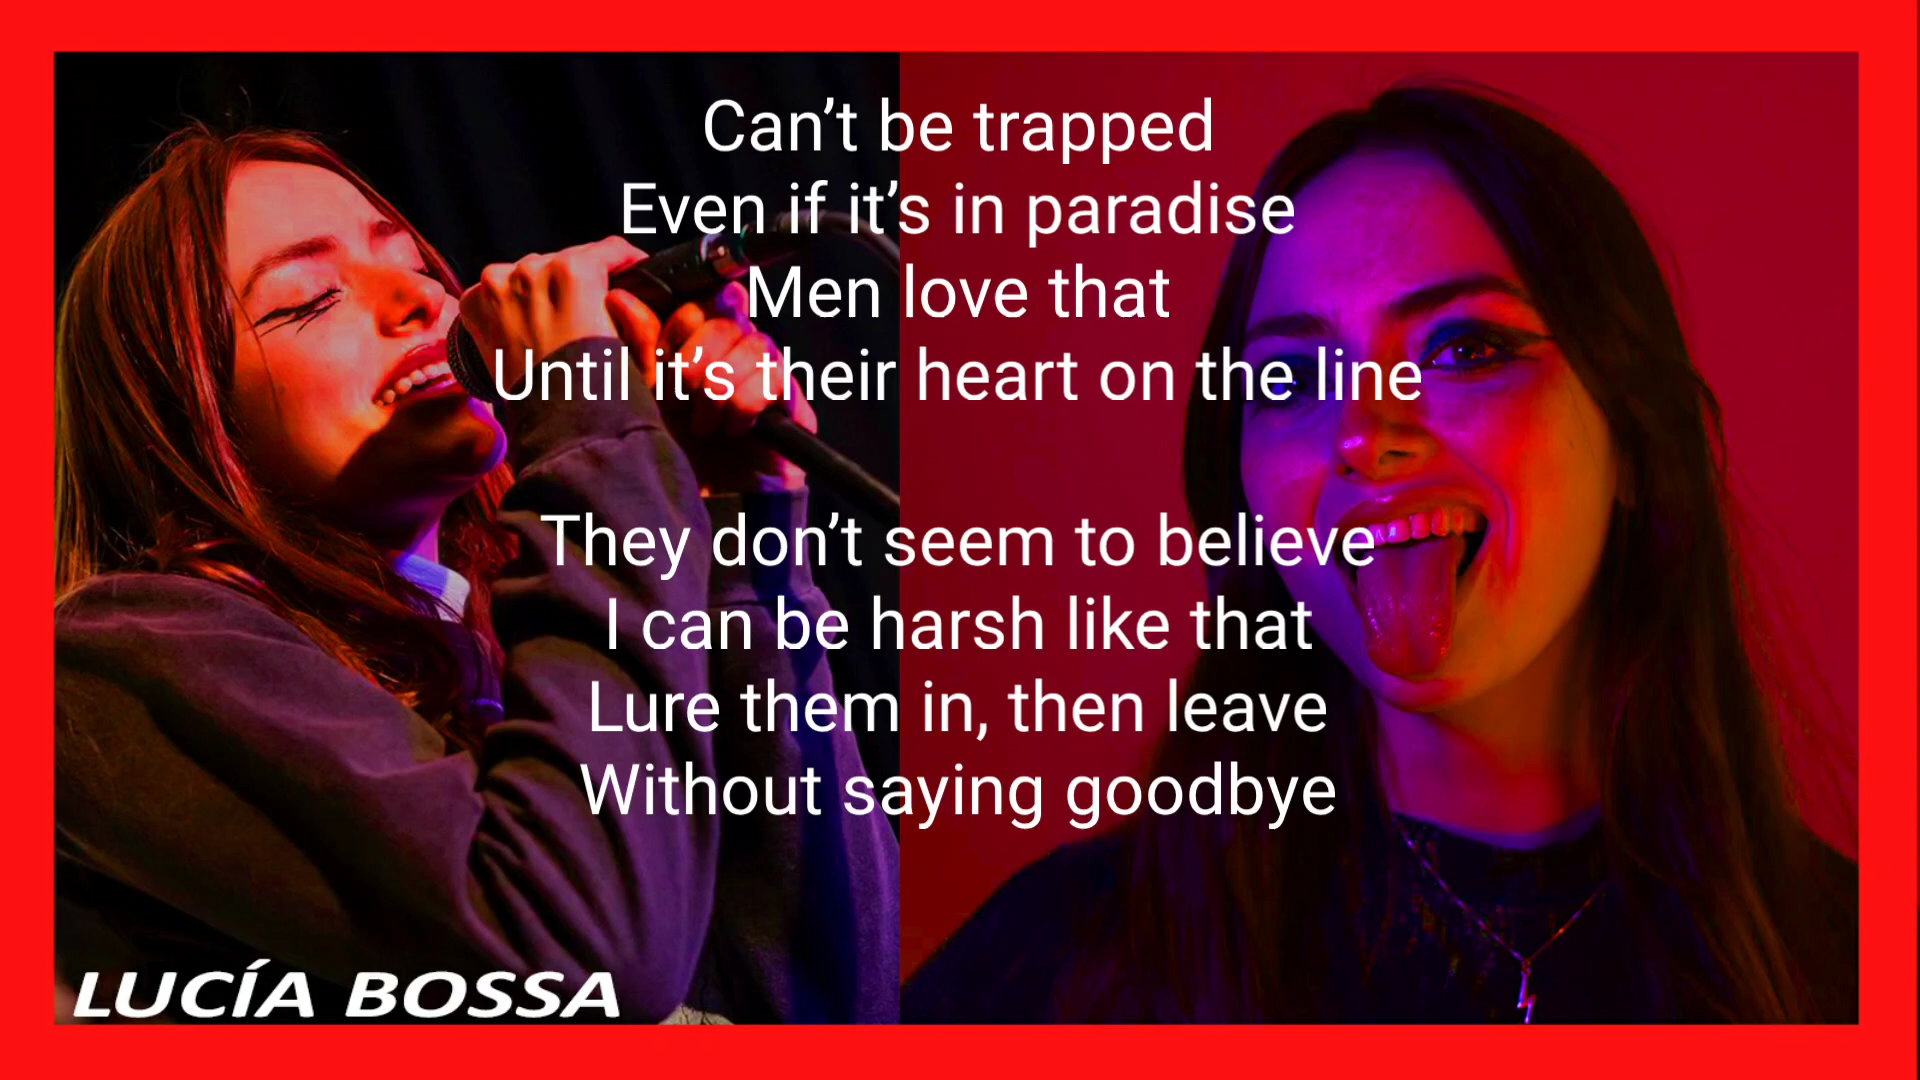 Can’t be trapped
Even if it’s in paradise
Men love that
Until it’s their heart on the line
They don’t seem to believe
I can be harsh like that
Lure them in, then leave
Without saying goodbye
LUCÍA BOSSA